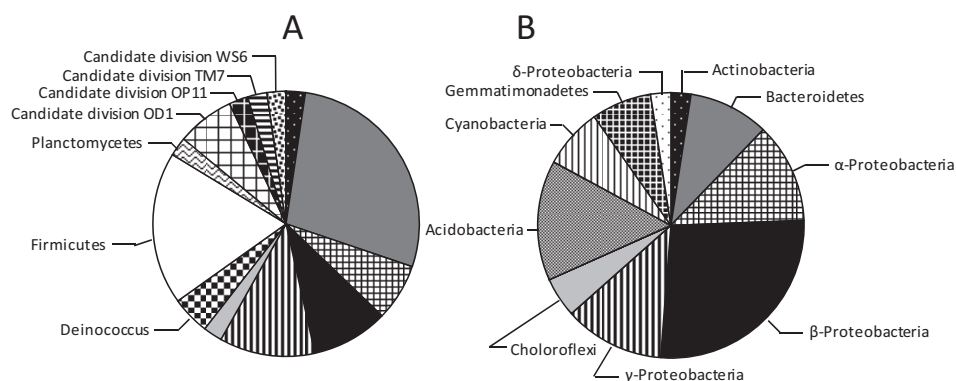 A
B
Candidate division WS6
Candidate division TM7
Candidate division OP11
Candidate division OD1
Planctomycetes
Firmicutes
Deinococcus
δ-Proteobacteria
Gemmatimonadetes
Cyanobacteria
Acidobacteria
Choloroflexi
γ-Proteobacteria
Actinobacteria
Bacteroidetes
α-Proteobacteria
β-Proteobacteria